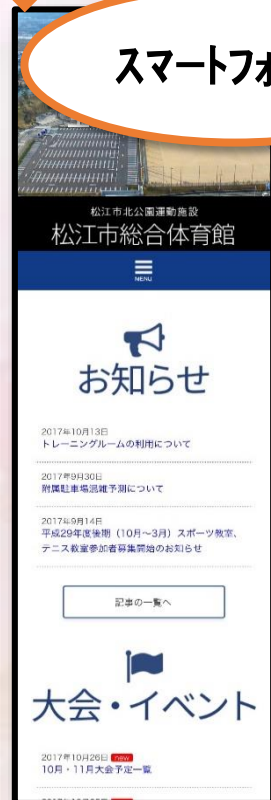 スマートフォ
松江市北公園運動施設
松江市総合体育館
MENU
お知らせ
2017年10月13日
トレーニングルームの利用について
2017年9月30日
附属駐車場混雑予測について
2017年9月14日
平成29年度後期（10月〜3月）スポーツ教室、
テニス教室参加者募集開始のお知らせ
記事の一覧へ
大会・イベント
2017年10月26日 new
10月・11月大会予定一覧